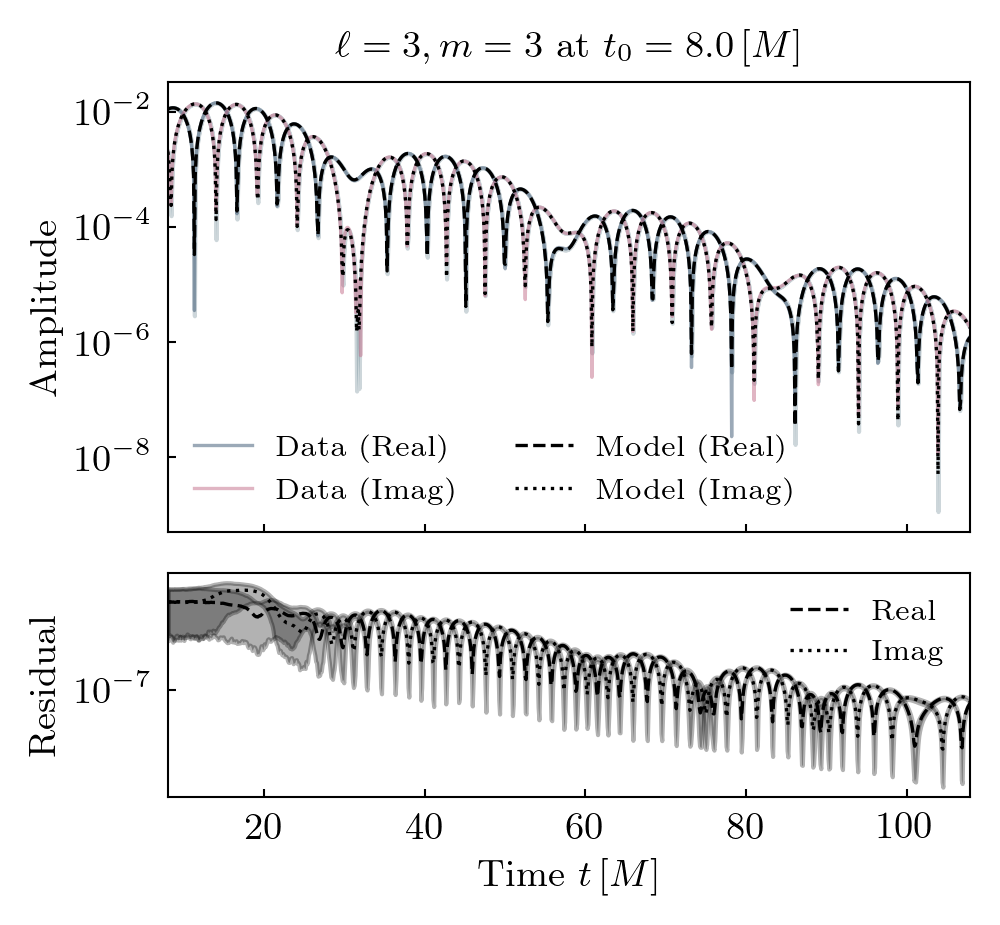 ℓ = 3, m = 3 at t₀ = 8.0 [M]
10⁻²
10⁻⁴
10⁻⁶
10⁻⁸
Amplitude
Data (Real)
Data (Imag)
Model (Real)
Model (Imag)
Residual
10⁻⁷
Real
Imag
20 40 60 80 100
Time t [M]